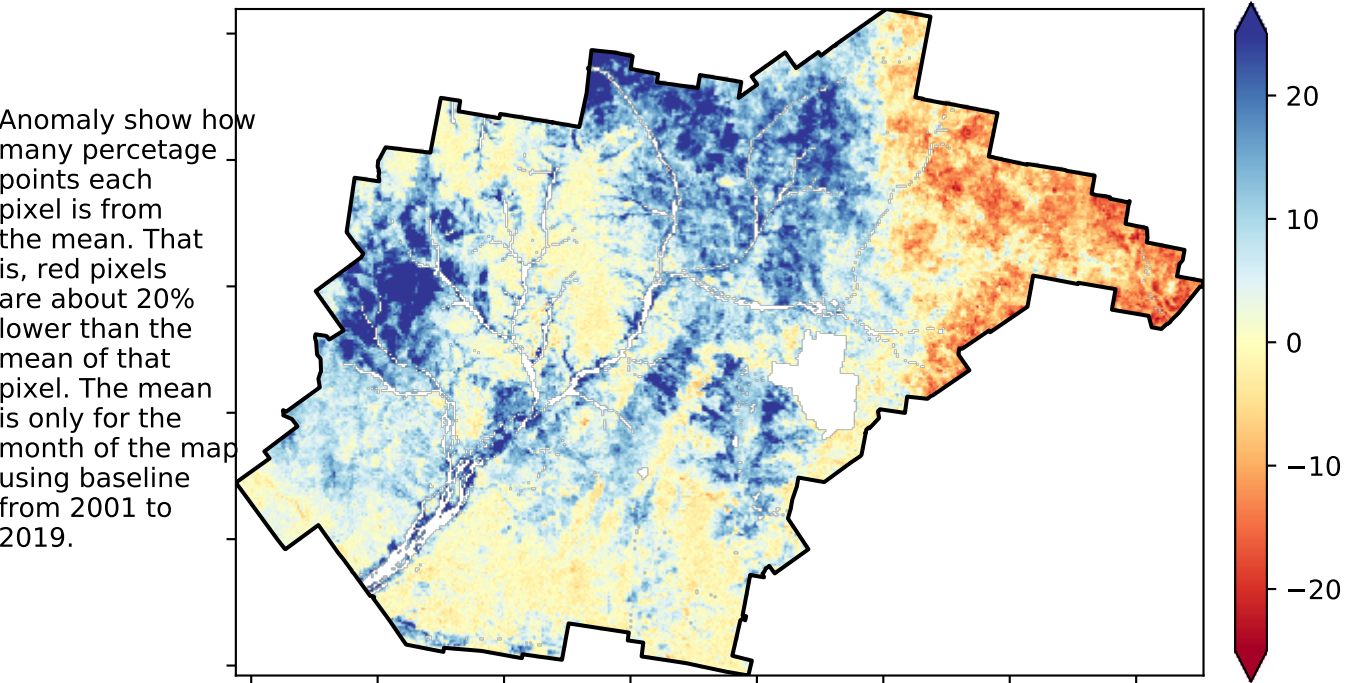 Anomaly show how
many percetage
points each
pixel is from
the mean. That
is, red pixels
are about 20%
lower than the
mean of that
pixel. The mean
is only for the
month of the map
using baseline
from 2001 to
2019.
20
10
0
−10
−20